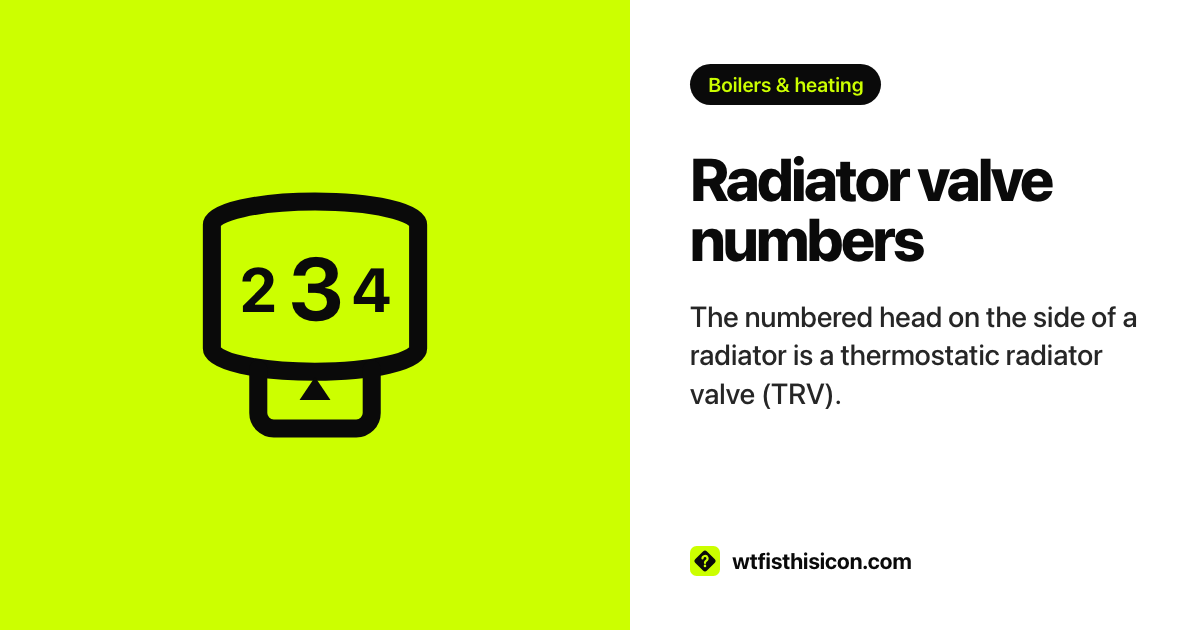 2 3 4
Boilers & heating
Radiator valve
numbers
The numbered head on the side of a
radiator is a thermostatic radiator
valve (TRV).
?
wtfisthisicon.com